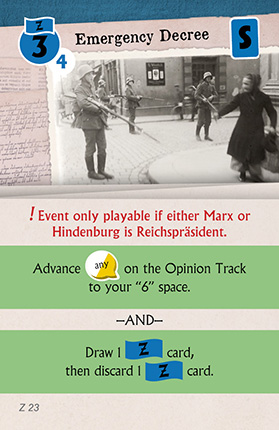 Z
3
4
Emergency Decree
S
! Event only playable if either Marx or
Hindenburg is Reichspräsident.
Advance any on the Opinion Track
to your “6” space.
–AND–
Draw 1 Z card,
then discard 1 Z card.
Z 23